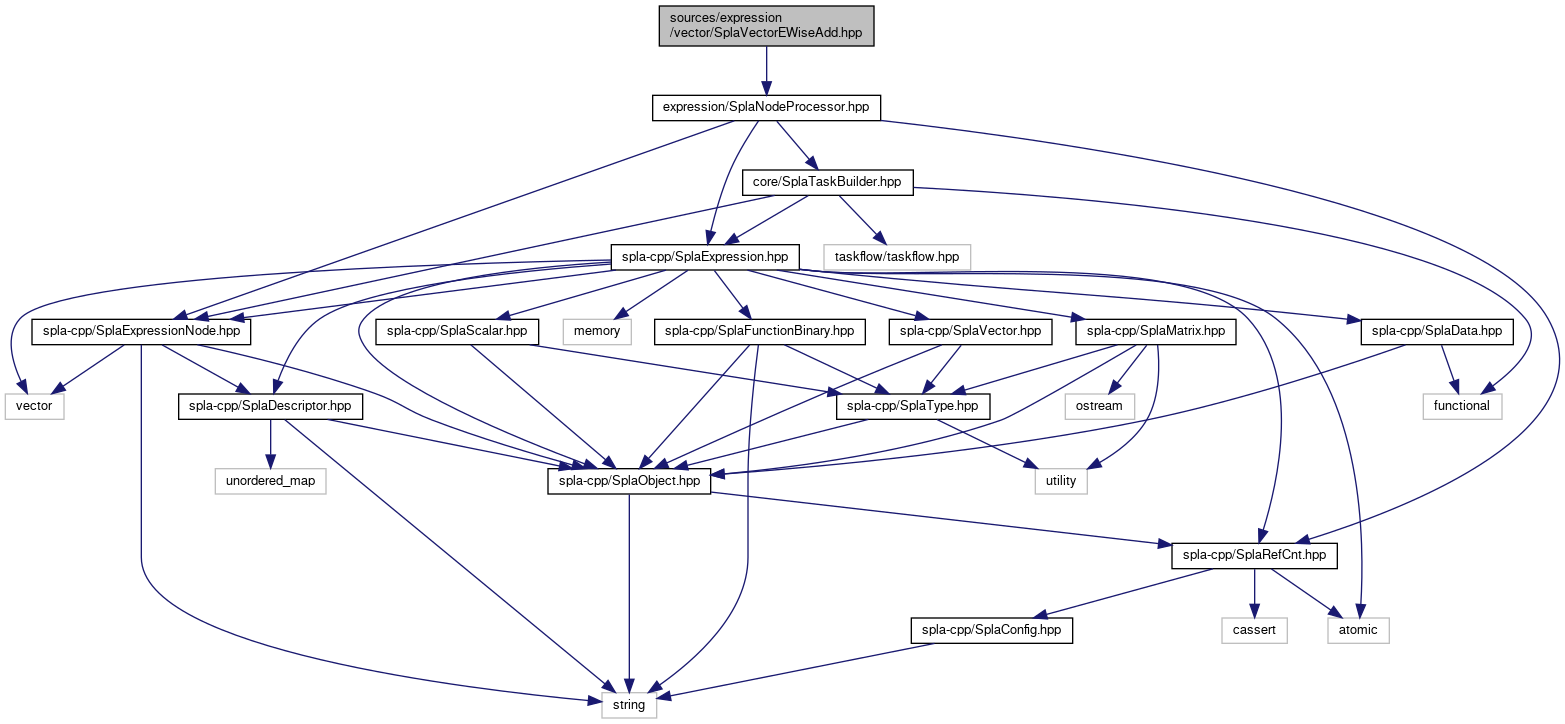 sources/expression
/vector/SplaVectorEWiseAdd.hpp
expression/SplaNodeProcessor.hpp
core/SplaTaskBuilder.hpp
spla-cpp/SplaExpression.hpp
taskflow/taskflow.hpp
spla-cpp/SplaExpressionNode.hpp
spla-cpp/SplaScalar.hpp
memory
spla-cpp/SplaFunctionBinary.hpp
spla-cpp/SplaVector.hpp
spla-cpp/SplaMatrix.hpp
spla-cpp/SplaData.hpp
vector
spla-cpp/SplaDescriptor.hpp
spla-cpp/SplaType.hpp
ostream
functional
unordered_map
spla-cpp/SplaObject.hpp
utility
spla-cpp/SplaRefCnt.hpp
spla-cpp/SplaConfig.hpp
cassert
atomic
string